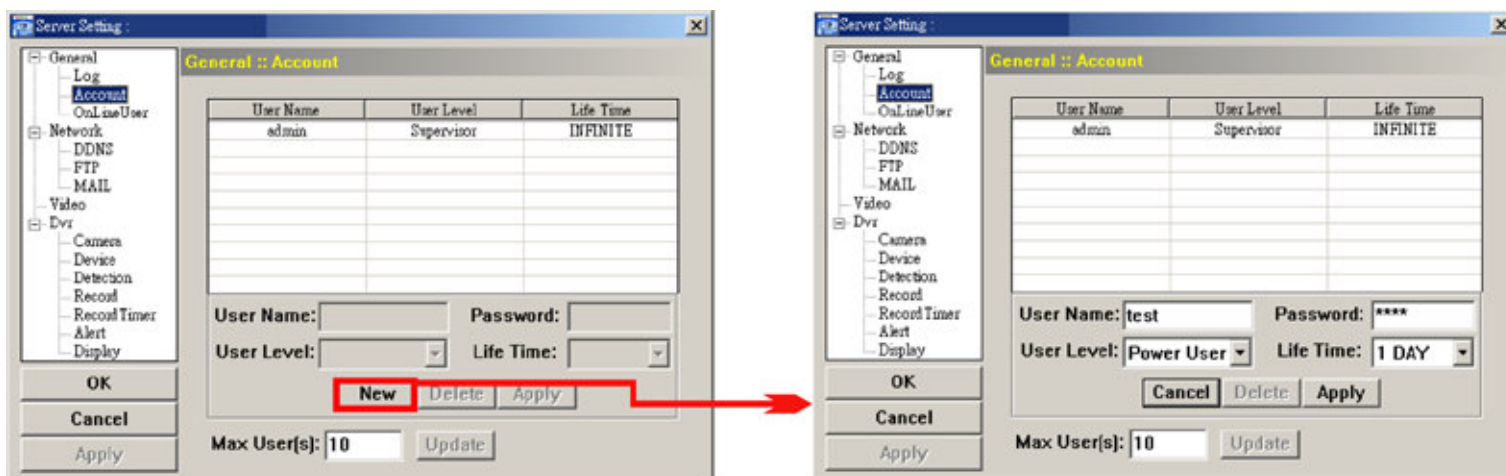 Server Setting :
General
Log
Account
OnLineUser
Network
DDNS
FTP
MAIL
Video
Dvr
Camera
Device
Detection
Record
Record Timer
Alert
Display
OK
Cancel
Apply
General :: Account
User Name User Level Life Time
admin Supervisor INFINITE
User Name: Password:
User Level: Life Time:
New Delete Apply
Max User(s): 10 Update
Server Setting :
General
Log
Account
OnLineUser
Network
DDNS
FTP
MAIL
Video
Dvr
Camera
Device
Detection
Record
Record Timer
Alert
Display
OK
Cancel
Apply
General :: Account
User Name User Level Life Time
admin Supervisor INFINITE
User Name: test Password: ****
User Level: Power User Life Time: 1 DAY
Cancel Delete Apply
Max User(s): 10 Update